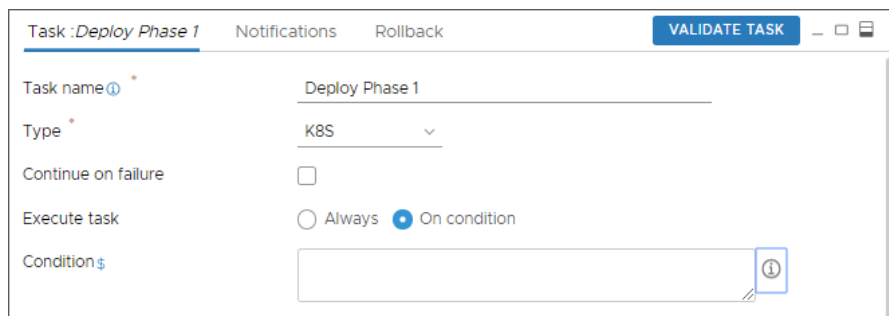 Task :Deploy Phase 1 Notifications Rollback VALIDATE TASK
Task name * Deploy Phase 1
Type * K8S
Continue on failure
Execute task Always On condition
Condition $